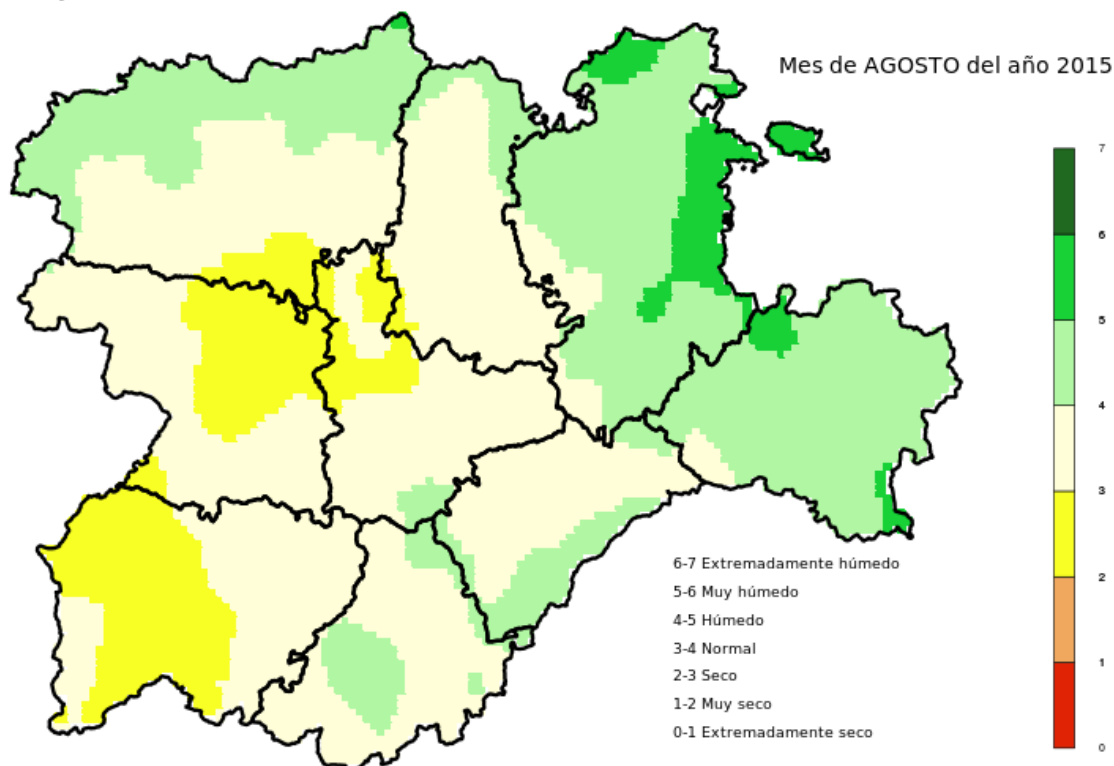 Mes de AGOSTO del año 2015
7
6
5
4
3
2
1
0
6-7 Extremadamente húmedo
5-6 Muy húmedo
4-5 Húmedo
3-4 Normal
2-3 Seco
1-2 Muy seco
0-1 Extremadamente seco